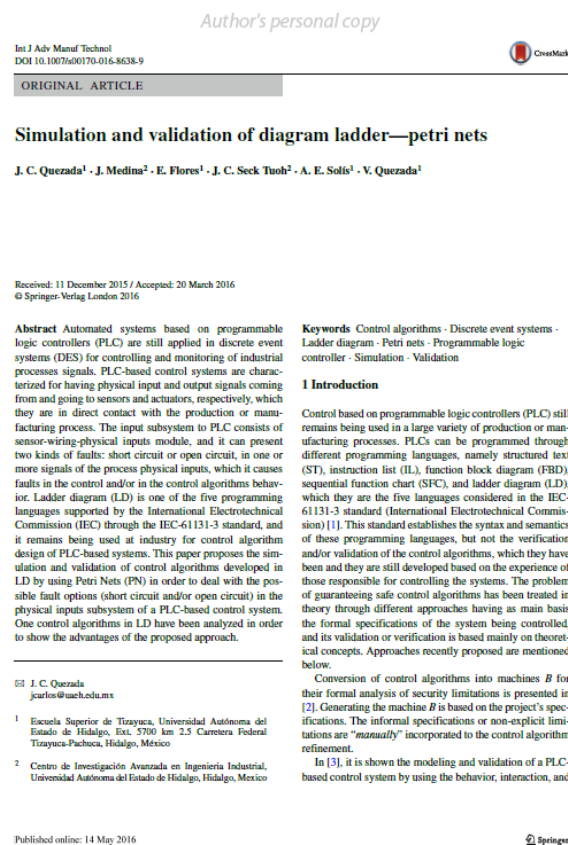 Author's personal copy
Int J Adv Manuf Technol
DOI 10.1007/s00170-016-8638-9
CrossMark
ORIGINAL ARTICLE
Simulation and validation of diagram ladder—petri nets
J. C. Quezada1 · J. Medina2 · E. Flores1 · J. C. Seck Tuoh2 · A. E. Solís1 · V. Quezada1
Received: 11 December 2015 / Accepted: 20 March 2016
© Springer-Verlag London 2016
Abstract Automated systems based on programmable
logic controllers (PLC) are still applied in discrete event
systems (DES) for controlling and monitoring of industrial
processes signals. PLC-based control systems are charac-
terized for having physical input and output signals coming
from and going to sensors and actuators, respectively, which
they are in direct contact with the production or manu-
facturing process. The input subsystem to PLC consists of
sensor-wiring-physical inputs module, and it can present
two kinds of faults: short circuit or open circuit, in one or
more signals of the process physical inputs, which it causes
faults in the control and/or in the control algorithms behav-
ior. Ladder diagram (LD) is one of the five programming
languages supported by the International Electrotechnical
Commission (IEC) through the IEC-61131-3 standard, and
it remains being used at industry for control algorithm
design of PLC-based systems. This paper proposes the sim-
ulation and validation of control algorithms developed in
LD by using Petri Nets (PN) in order to deal with the pos-
sible fault options (short circuit and/or open circuit) in the
physical inputs subsystem of a PLC-based control system.
One control algorithms in LD have been analyzed in order
to show the advantages of the proposed approach.
✉ J. C. Quezada
jcarlos@uaeh.edu.mx
1 Escuela Superior de Tizayuca, Universidad Autónoma del
Estado de Hidalgo, Ext. 5700 km 2.5 Carretera Federal
Tizayuca-Pachuca, Hidalgo, México
2 Centro de Investigación Avanzada en Ingeniería Industrial,
Universidad Autónoma del Estado de Hidalgo, Hidalgo, Mexico
Keywords Control algorithms · Discrete event systems ·
Ladder diagram · Petri nets · Programmable logic
controller · Simulation · Validation
1 Introduction
Control based on programmable logic controllers (PLC) still
remains being used in a large variety of production or man-
ufacturing processes. PLCs can be programmed through
different programming languages, namely structured text
(ST), instruction list (IL), function block diagram (FBD),
sequential function chart (SFC), and ladder diagram (LD),
which they are the five languages considered in the IEC-
61131-3 standard (International Electrotechnical Commis-
sion) [1]. This standard establishes the syntax and semantics
of these programming languages, but not the verification
and/or validation of the control algorithms, which they have
been and they are still developed based on the experience of
those responsible for controlling the systems. The problem
of guaranteeing safe control algorithms has been treated in
theory through different approaches having as main basis
the formal specifications of the system being controlled,
and its validation or verification is based mainly on theoret-
ical concepts. Approaches recently proposed are mentioned
below.
Conversion of control algorithms into machines B for
their formal analysis of security limitations is presented in
[2]. Generating the machine B is based on the project's spec-
ifications. The informal specifications or non-explicit limi-
tations are "manually" incorporated to the control algorithm
refinement.
In [3], it is shown the modeling and validation of a PLC-
based control system by using the behavior, interaction, and
Published online: 14 May 2016
Springer